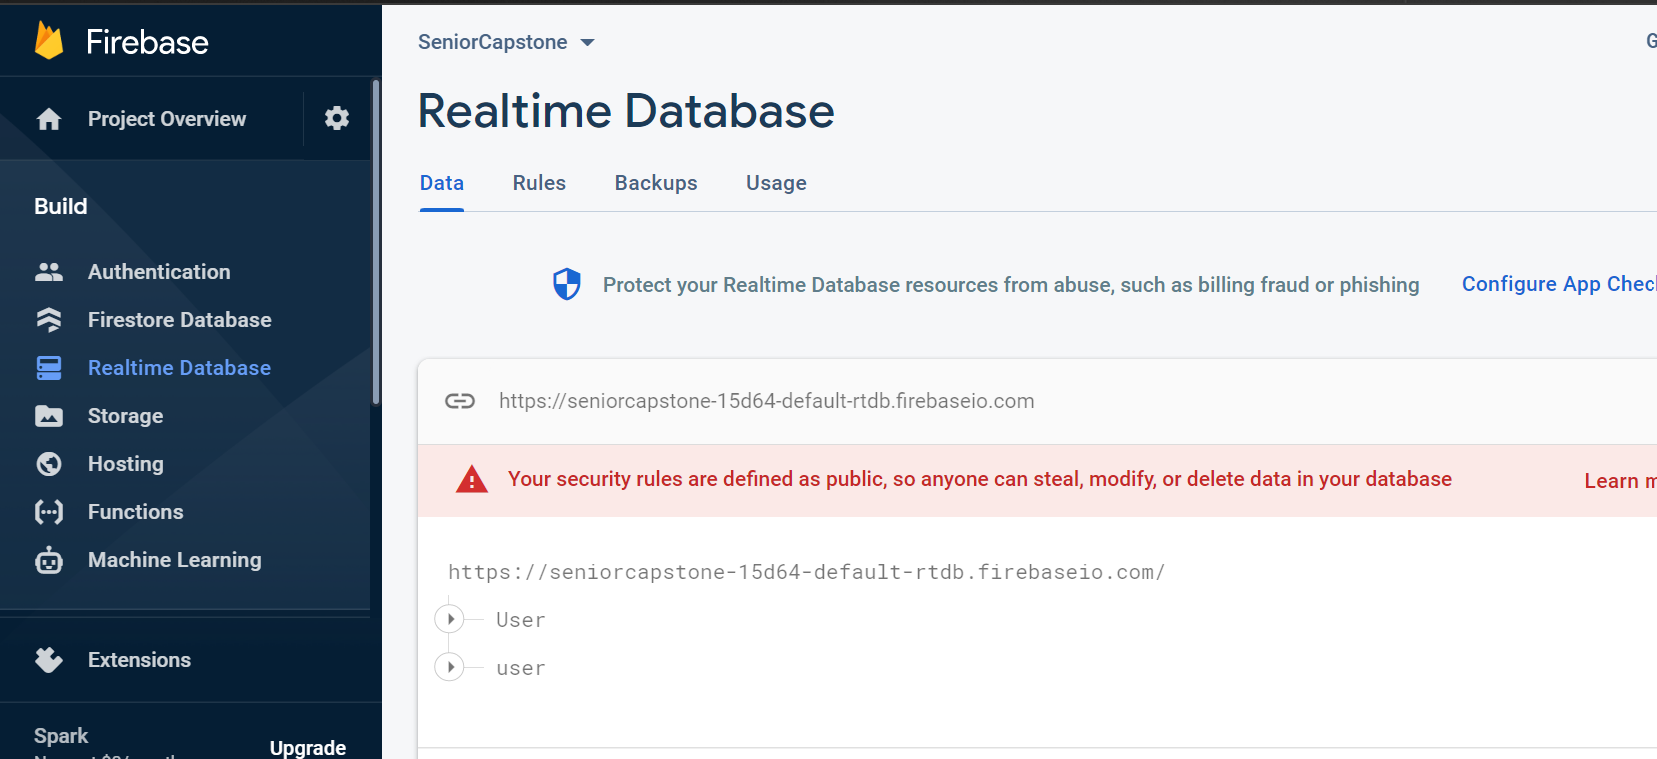 Firebase
Project Overview
Build
Authentication
Firestore Database
Realtime Database
Storage
Hosting
Functions
Machine Learning
Extensions
Spark
Upgrade
SeniorCapstone
Realtime Database
Data Rules Backups Usage
Protect your Realtime Database resources from abuse, such as billing fraud or phishing Configure App
https://seniorcapstone-15d64-default-rtdb.firebaseio.com
Your security rules are defined as public, so anyone can steal, modify, or delete data in your database Learn
https://seniorcapstone-15d64-default-rtdb.firebaseio.com/
User
user